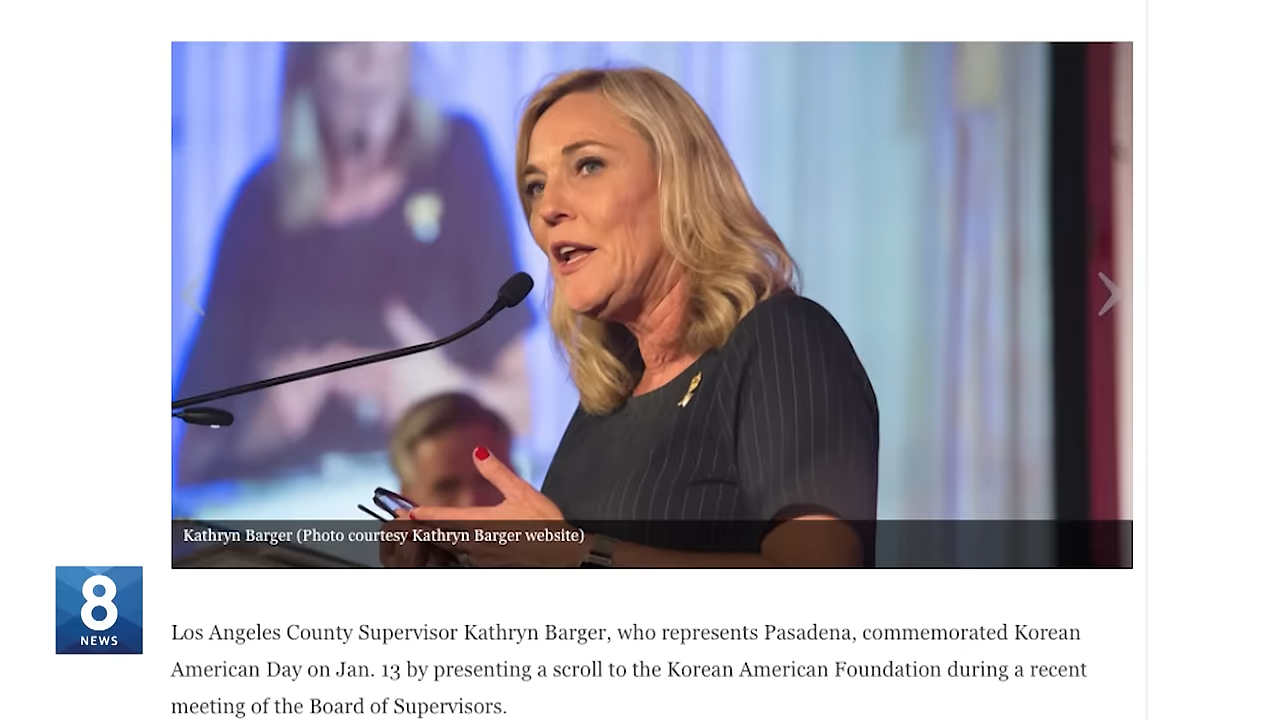 Kathryn Barger (Photo courtesy Kathryn Barger website)
8
NEWS
Los Angeles County Supervisor Kathryn Barger, who represents Pasadena, commemorated Korean
American Day on Jan. 13 by presenting a scroll to the Korean American Foundation during a recent
meeting of the Board of Supervisors.